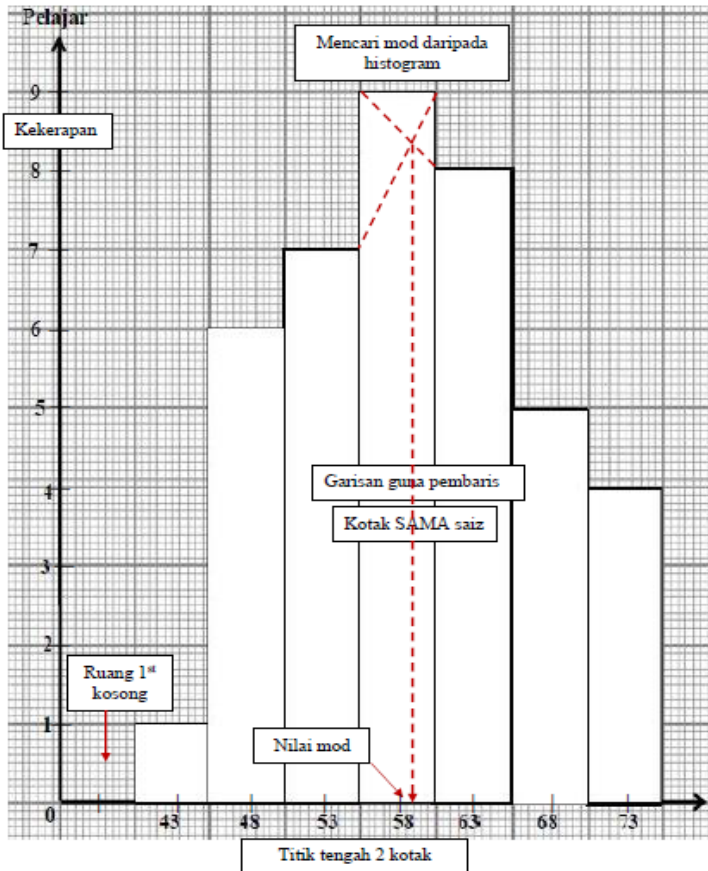 Pelajar
Mencari mod daripada
histogram
9
Kekerapan
8
7
6
5
Garisan guna pembaris
4
Kotak SAMA saiz
3
2
Ruang 1st
kosong
1
Nilai mod
0
43 48 53 58 63 68 73
Titik tengah 2 kotak